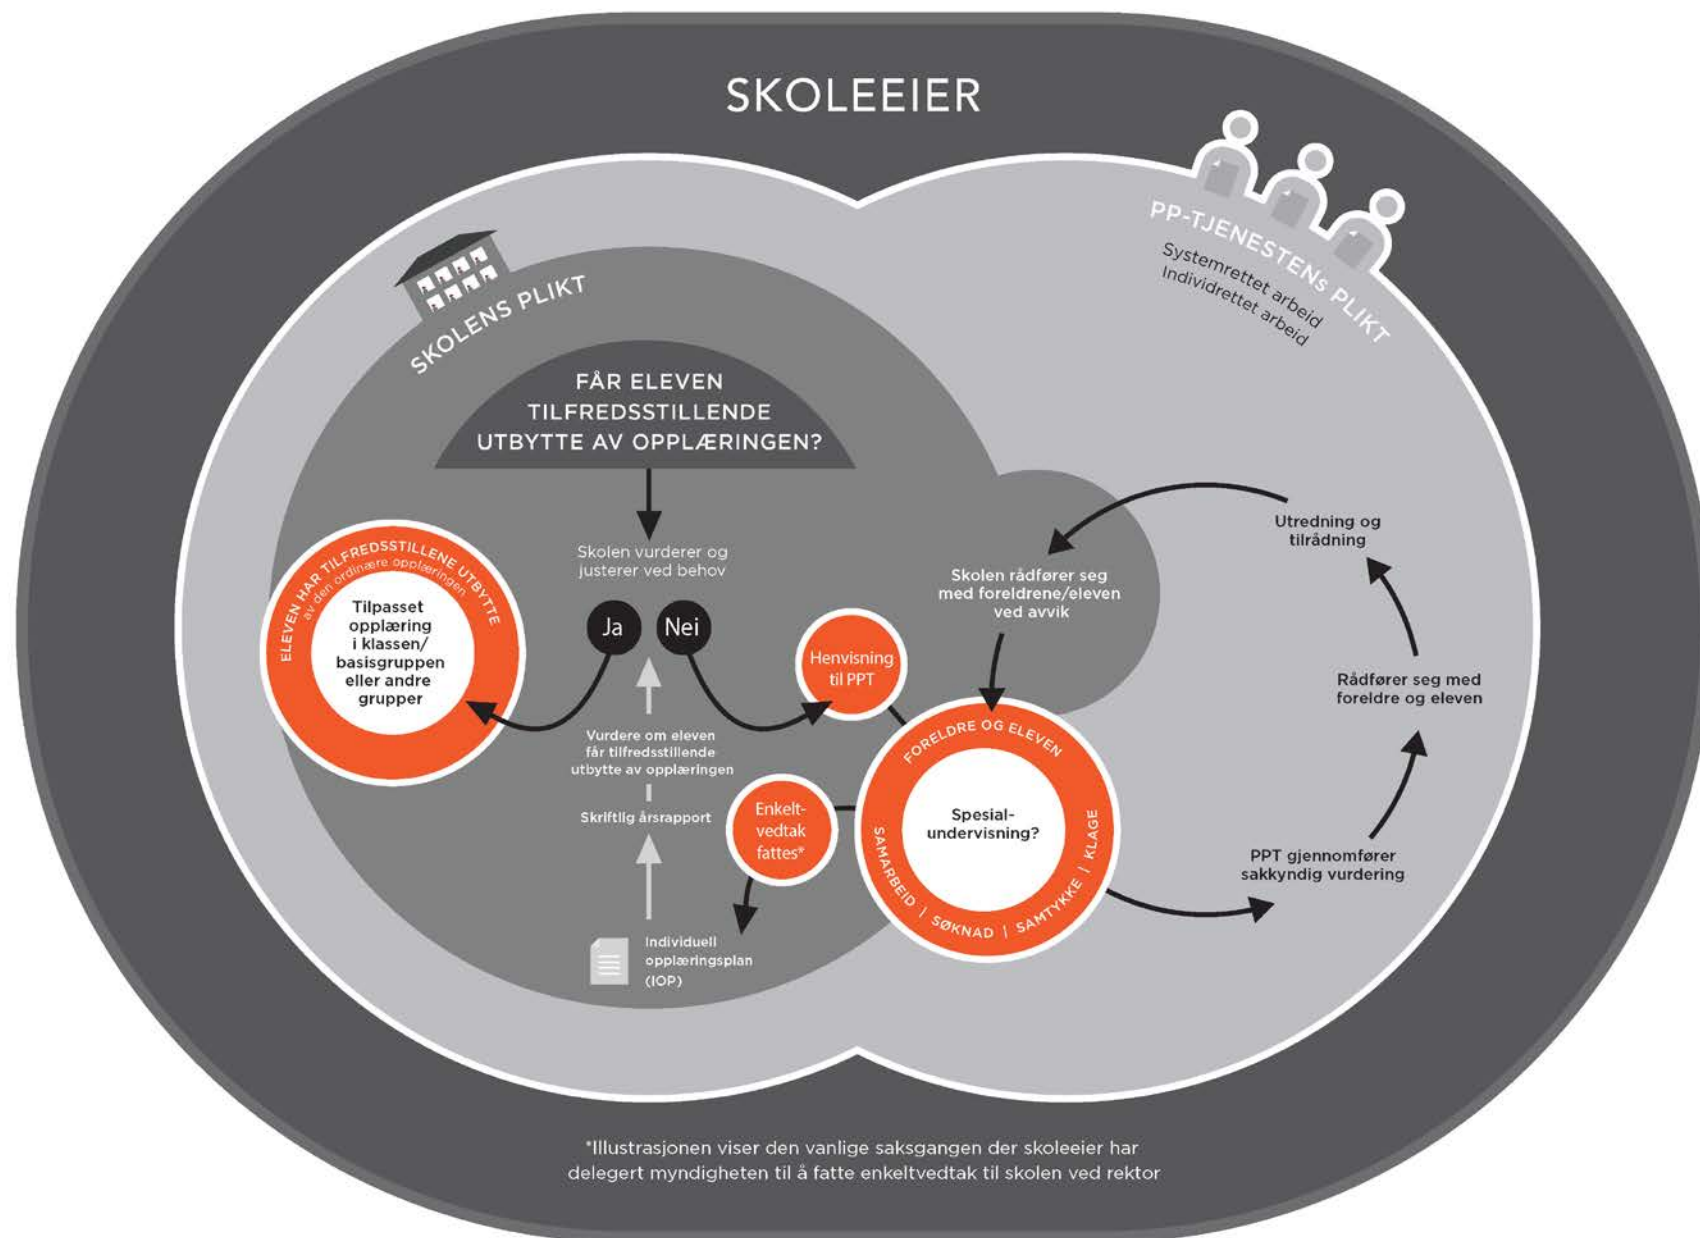 SKOLEEIER
PP-TJENESTENs PLIKT
Systemrettet arbeid
Individrettet arbeid
SKOLENS PLIKT
FÅR ELEVEN
TILFREDSSTILLENDE
UTBYTTE AV OPPLÆRINGEN?
Skolen vurderer og
justerer ved behov
Ja
Nei
ELEVEN HAR TILFREDSSTILLENE UTBYTTE
av den ordinære opplæringen
Tilpasset
opplæring
i klassen/
basisgruppen
eller andre
grupper
Henvisning
til PPT
Skolen rådfører seg
med foreldrene/eleven
ved avvik
Utredning og
tilrådning
Rådfører seg med
foreldre og eleven
PPT gjennomfører
sakkyndig vurdering
FORELDRE OG ELEVEN
Spesial-
undervisning?
SAMARBEID | SØKNAD | SAMTYKKE | KLAGE
Enkelt-
vedtak
fattes*
Vurdere om eleven
får tilfredsstillende
utbytte av opplæringen
Skriftlig årsrapport
Individuell
opplæringsplan
(IOP)
*Illustrasjonen viser den vanlige saksgangen der skoleeier har
delegert myndigheten til å fatte enkeltvedtak til skolen ved rektor